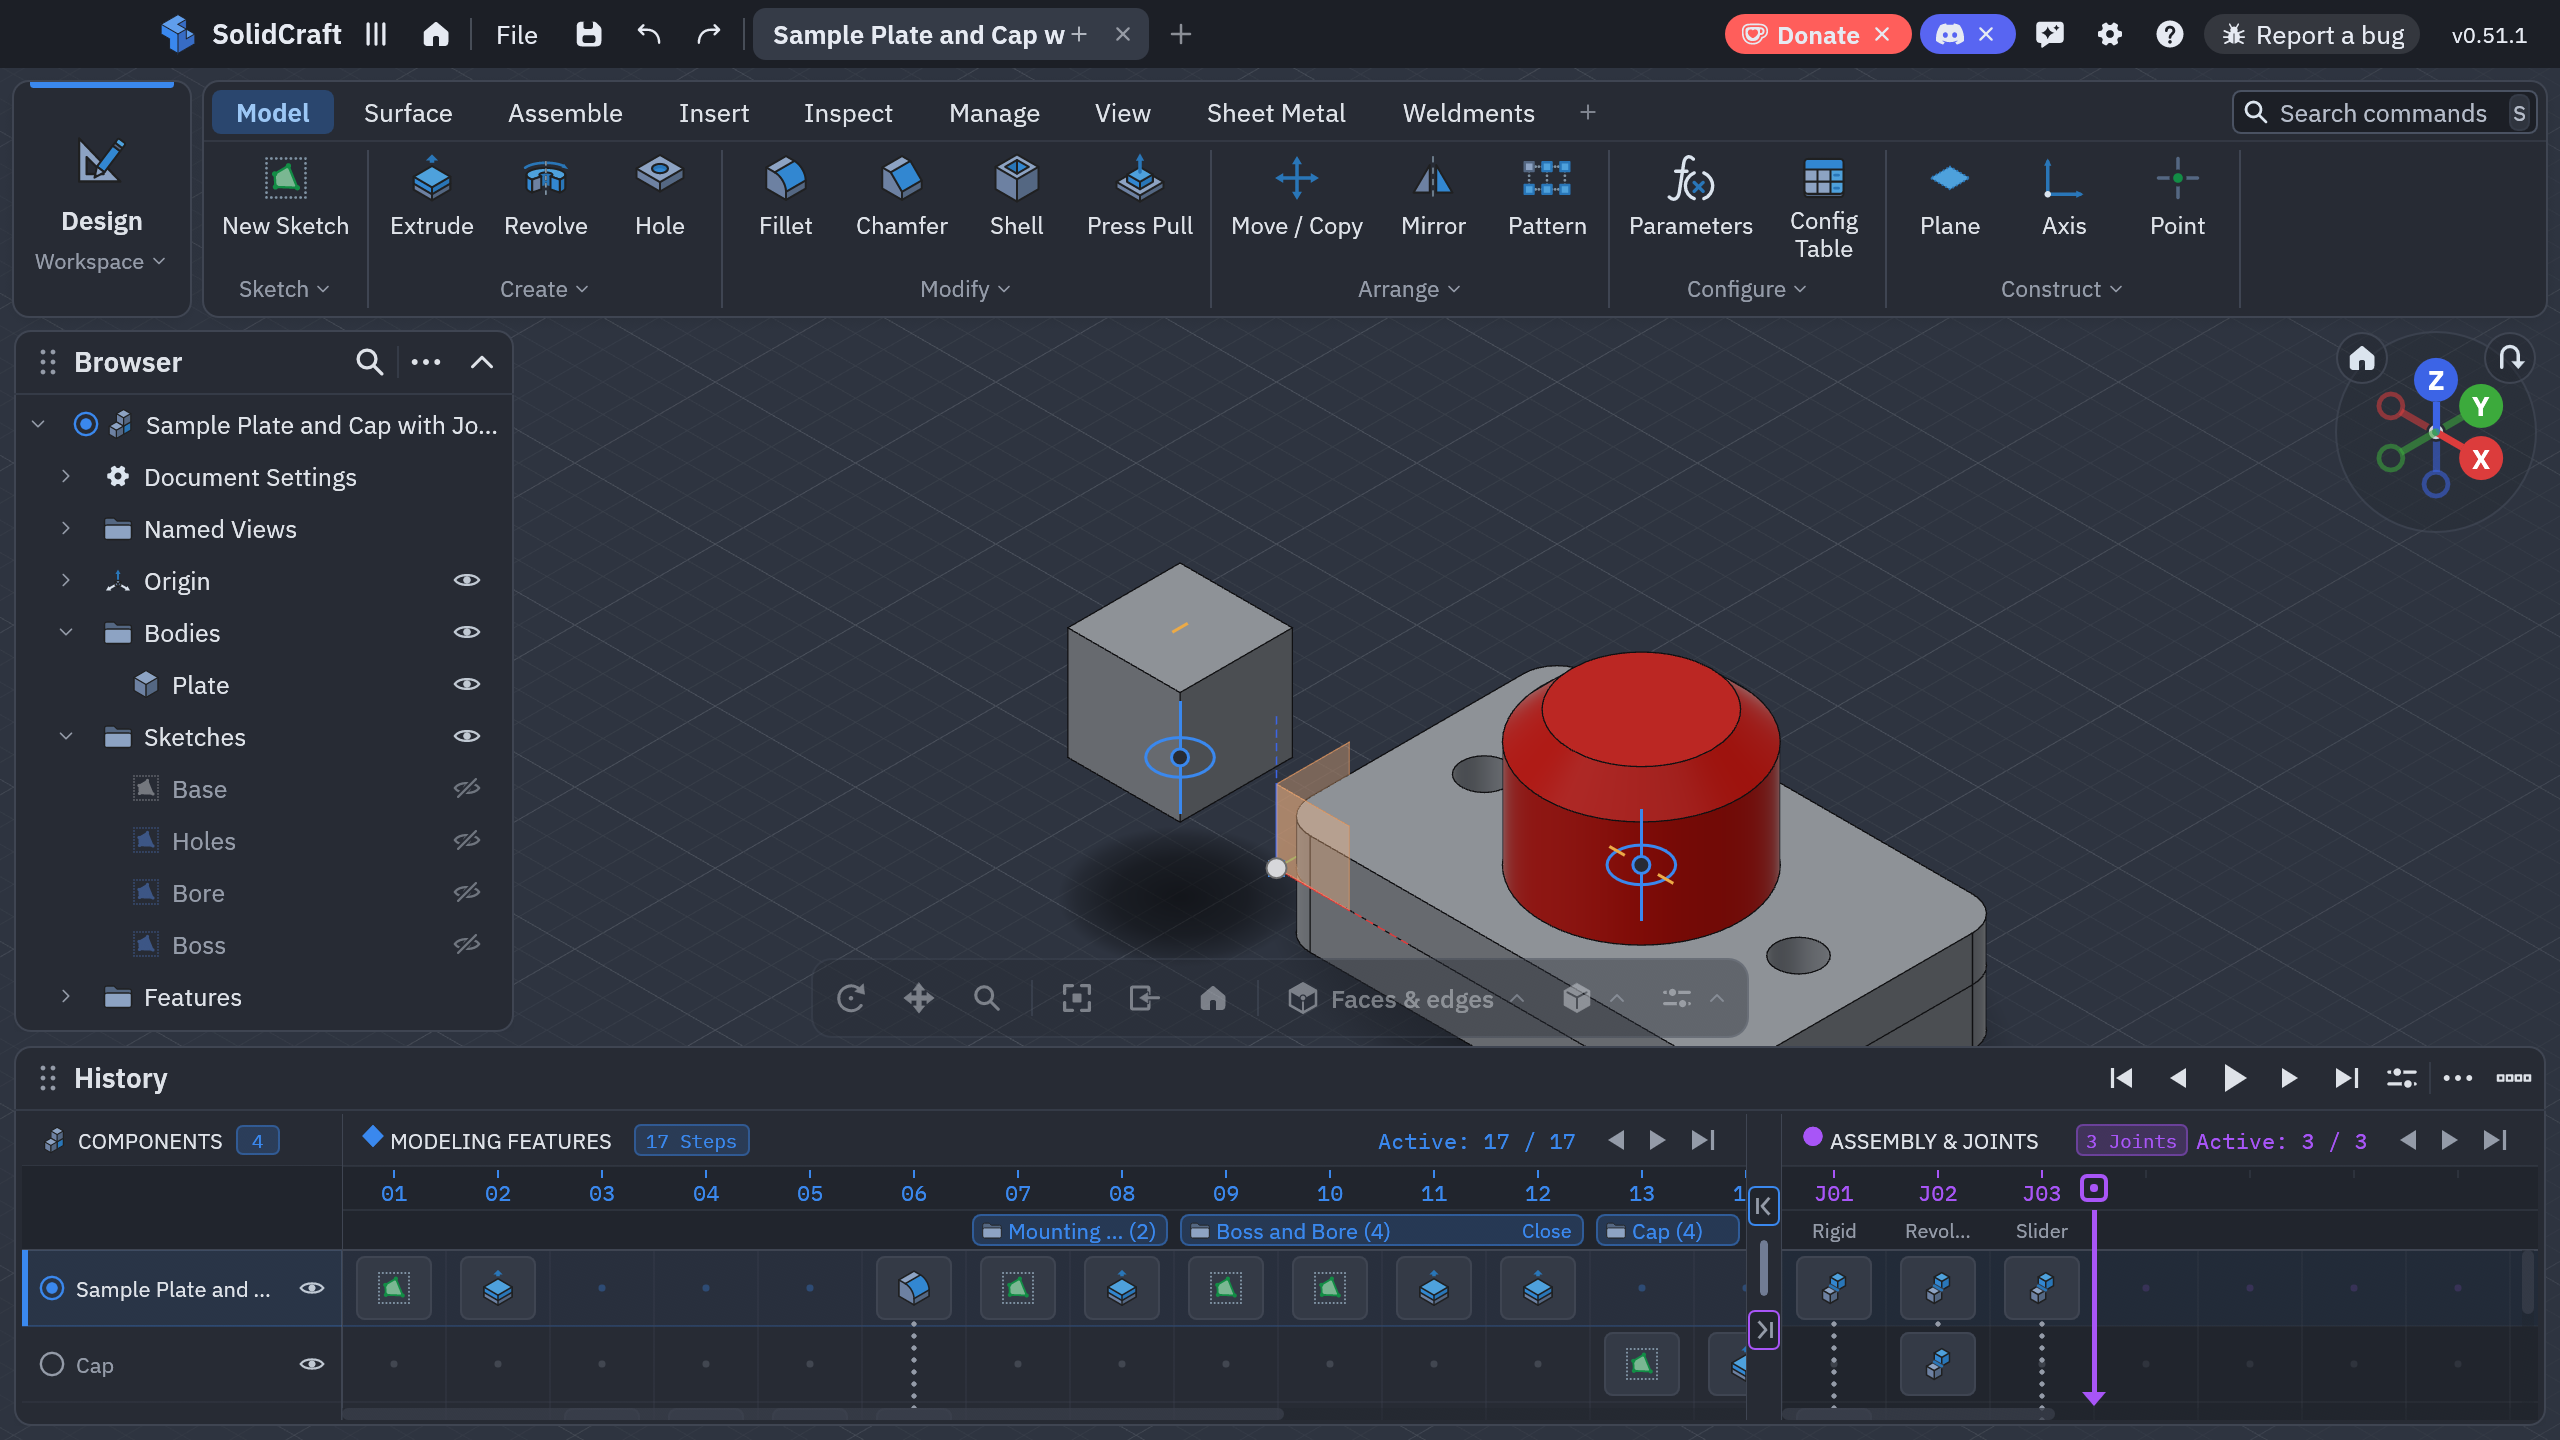 SolidCraft File Sample Plate and Cap w Donate Report a bug v0.51.1
Design
Workspace
Model Surface Assemble Insert Inspect Manage View Sheet Metal Weldments Search commands S
New Sketch Extrude Revolve Hole Fillet Chamfer Shell Press Pull Move / Copy Mirror Pattern Parameters Config Table Plane Axis Point
Sketch Create Modify Arrange Configure Construct
Browser
Sample Plate and Cap with Jo...
Document Settings
Named Views
Origin
Bodies
Plate
Sketches
Base
Holes
Bore
Boss
Features
Z
Y
X
Faces & edges
History
COMPONENTS 4 MODELING FEATURES 17 Steps Active: 17 / 17 ASSEMBLY & JOINTS 3 Joints Active: 3 / 3
01 02 03 04 05 06 07 08 09 10 11 12 13 J01 J02 J03
Mounting ... (2) Boss and Bore (4) Close Cap (4) Rigid Revol... Slider
Sample Plate and ...
Cap